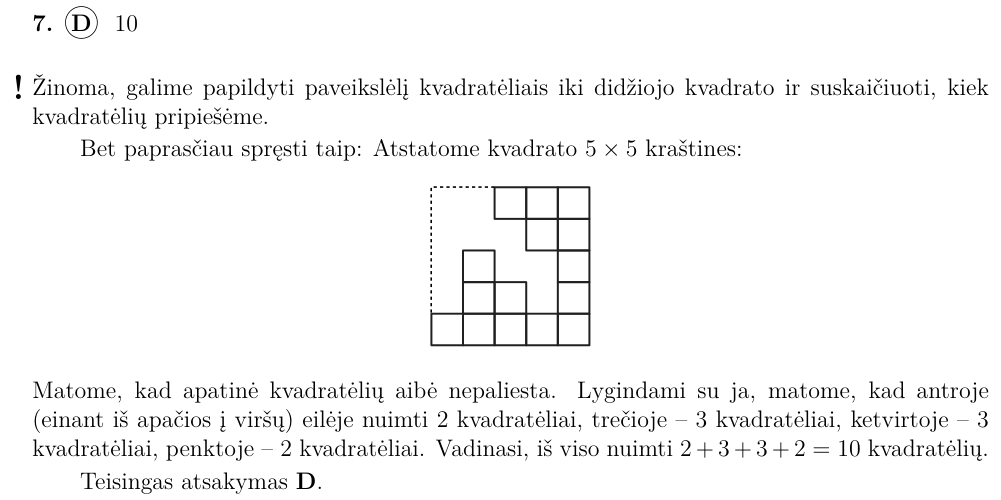 7. D 10
! Žinoma, galime papildyti paveikslėlį kvadratėliais iki didžiojo kvadrato ir suskaičiuoti, kiek
kvadratėlių pripiešėme.
Bet paprasčiau spręsti taip: Atstatome kvadrato 5 × 5 kraštines:
Matome, kad apatinė kvadratėlių aibė nepaliesta. Lygindami su ja, matome, kad antroje
(einant iš apačios į viršų) eilėje nuimti 2 kvadratėliai, trečioje – 3 kvadratėliai, ketvirtoje – 3
kvadratėliai, penktoje – 2 kvadratėliai. Vadinasi, iš viso nuimti 2 + 3 + 3 + 2 = 10 kvadratėlių.
Teisingas atsakymas D.